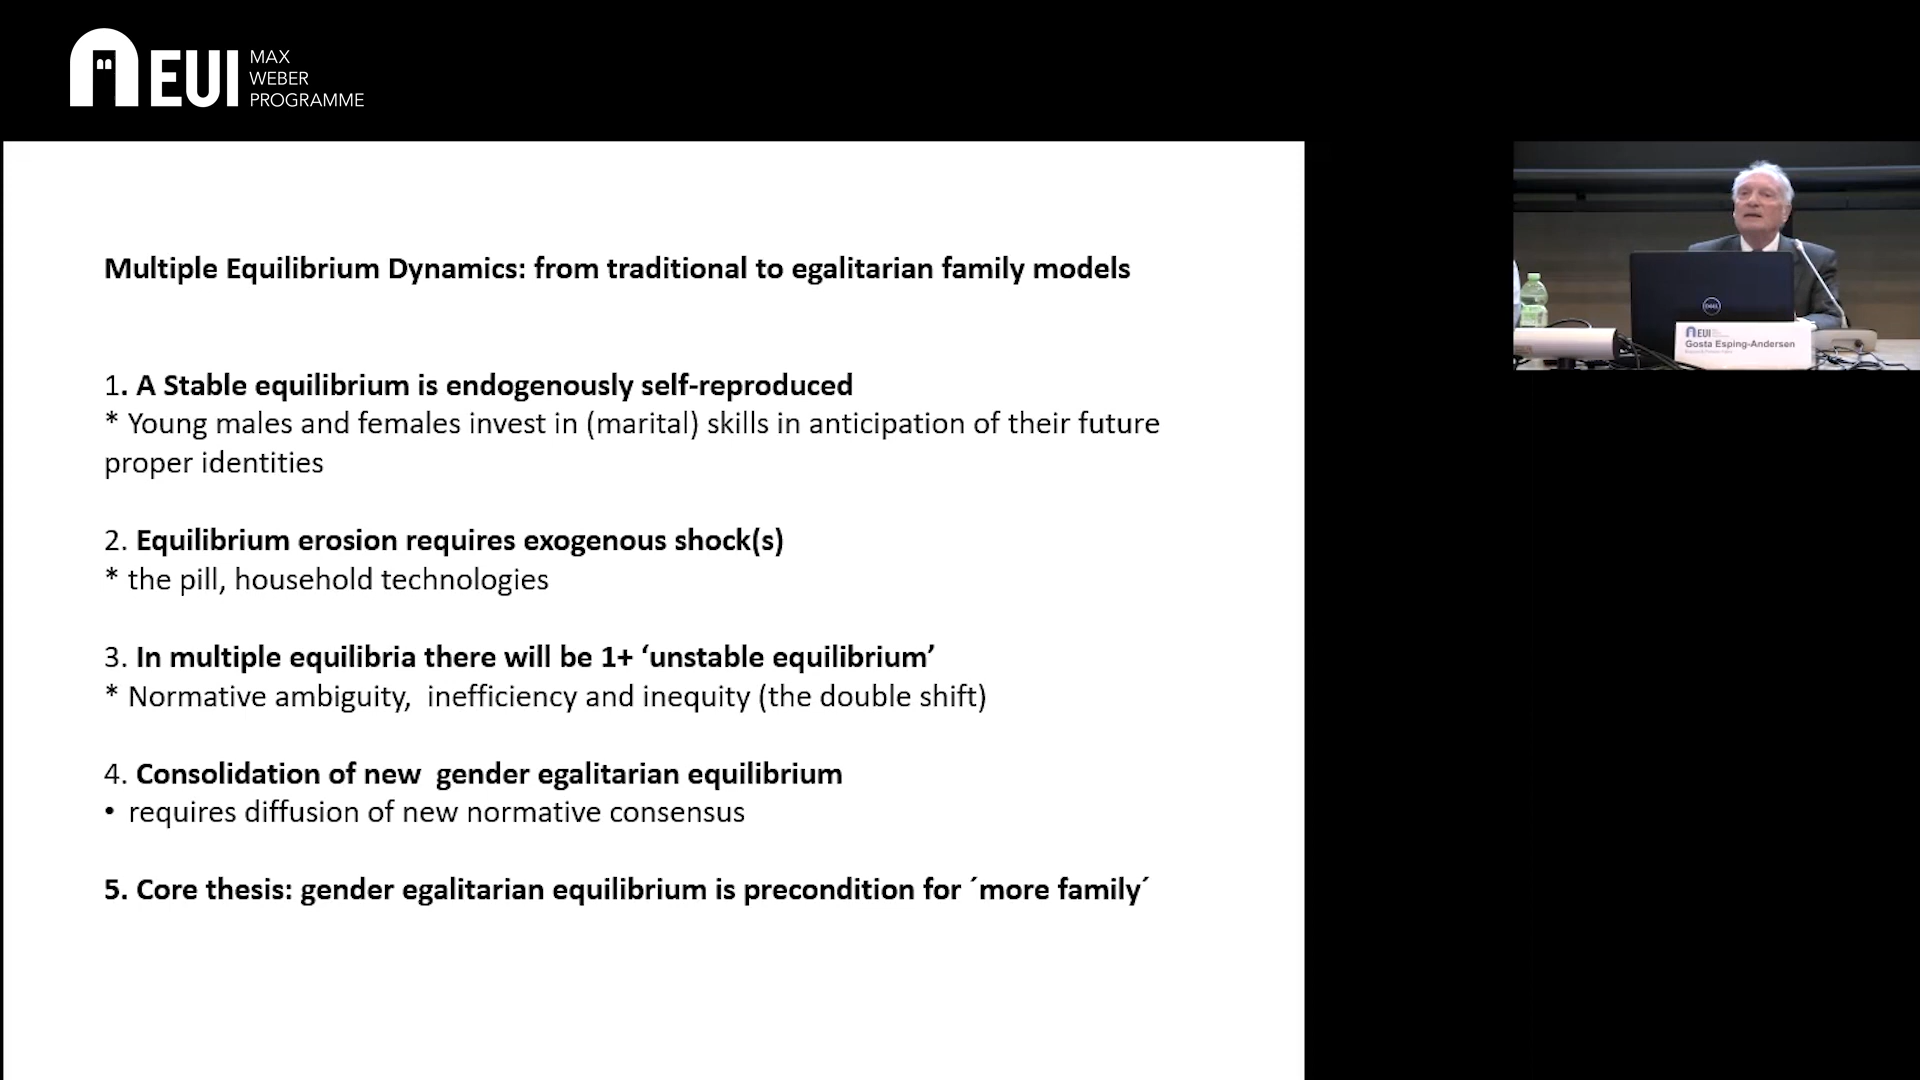 EUI
MAX
WEBER
PROGRAMME
Multiple Equilibrium Dynamics: from traditional to egalitarian family models
1. A Stable equilibrium is endogenously self-reproduced
* Young males and females invest in (marital) skills in anticipation of their future
proper identities
2. Equilibrium erosion requires exogenous shock(s)
* the pill, household technologies
3. In multiple equilibria there will be 1+ ‘unstable equilibrium’
* Normative ambiguity,  inefficiency and inequity (the double shift)
4. Consolidation of new  gender egalitarian equilibrium
• requires diffusion of new normative consensus
5. Core thesis: gender egalitarian equilibrium is precondition for ´more family´
DELL
EUI
Gosta Esping-Andersen